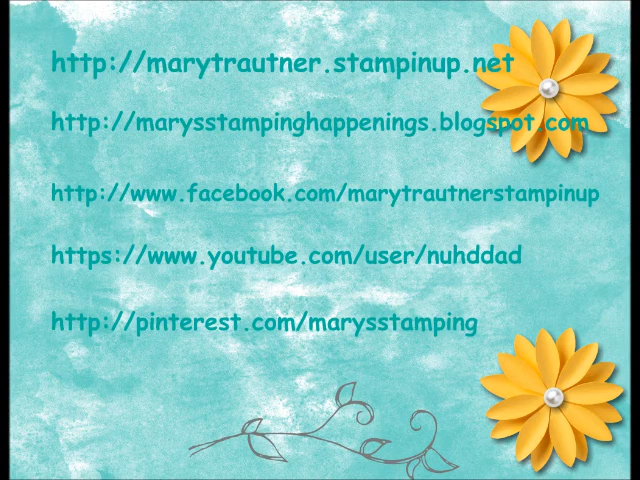 http://marytrautner.stampinup.net
http://marysstampinghappenings.blogspot.com
http://www.facebook.com/marytrautnerstampinup
https://www.youtube.com/user/nuhddad
http://pinterest.com/marysstamping